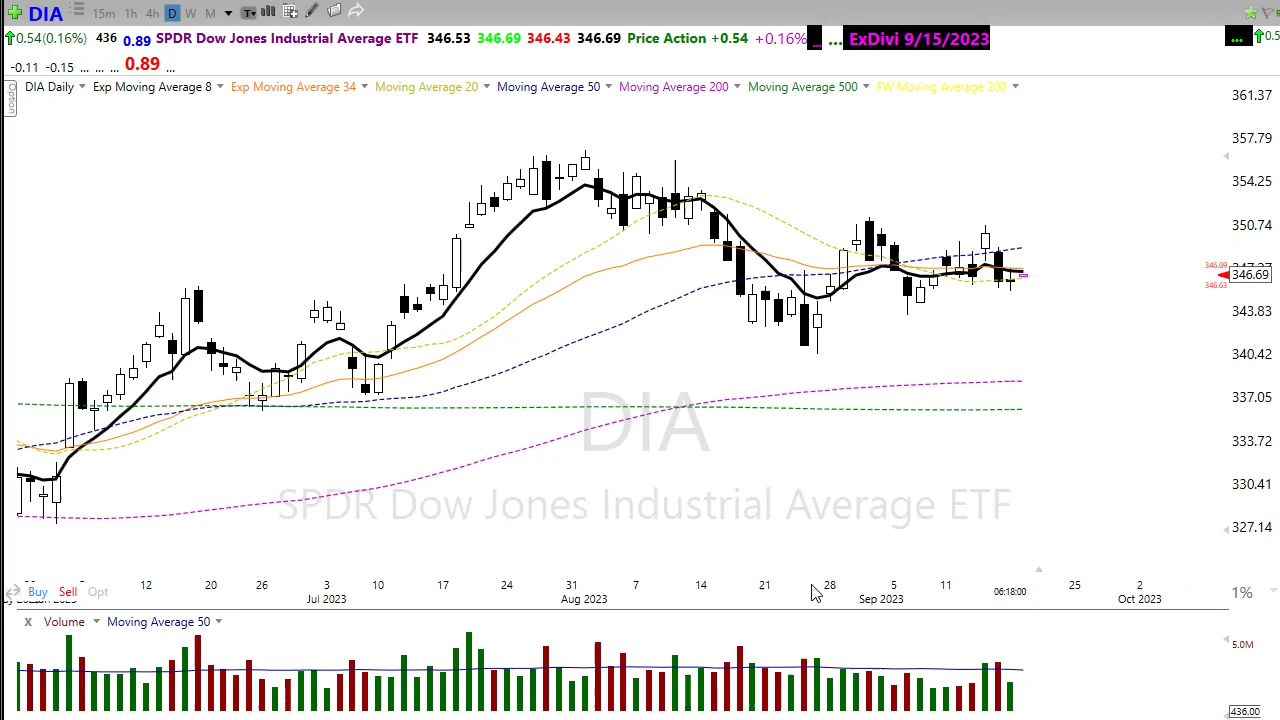 DIA 15m 1h 4h D W M T
0.54(0.16%) 436 0.89 SPDR Dow Jones Industrial Average ETF 346.53 346.69 346.43 346.69 Price Action +0.54 +0.16% ... ... ExDivi 9/15/2023 ... 0.5
-0.11 -0.15 ... ... ... 0.89 ...
Option
DIA Daily Exp Moving Average 8 Exp Moving Average 34 Moving Average 20 Moving Average 50 Moving Average 200 Moving Average 500 FW Moving Average 200
361.37
357.79
354.25
350.74
346.69
346.69
346.63
343.83
340.42
337.05
333.72
330.41
327.14
DIA
SPDR Dow Jones Industrial Average ETF
12 20 26 3 10 17 24 31 7 14 21 28 5 11 06:18:00 25 2
Buy Sell Opt 1%
Jul 2023 Aug 2023 Sep 2023 Oct 2023
X Volume Moving Average 50
5.0M
436.00